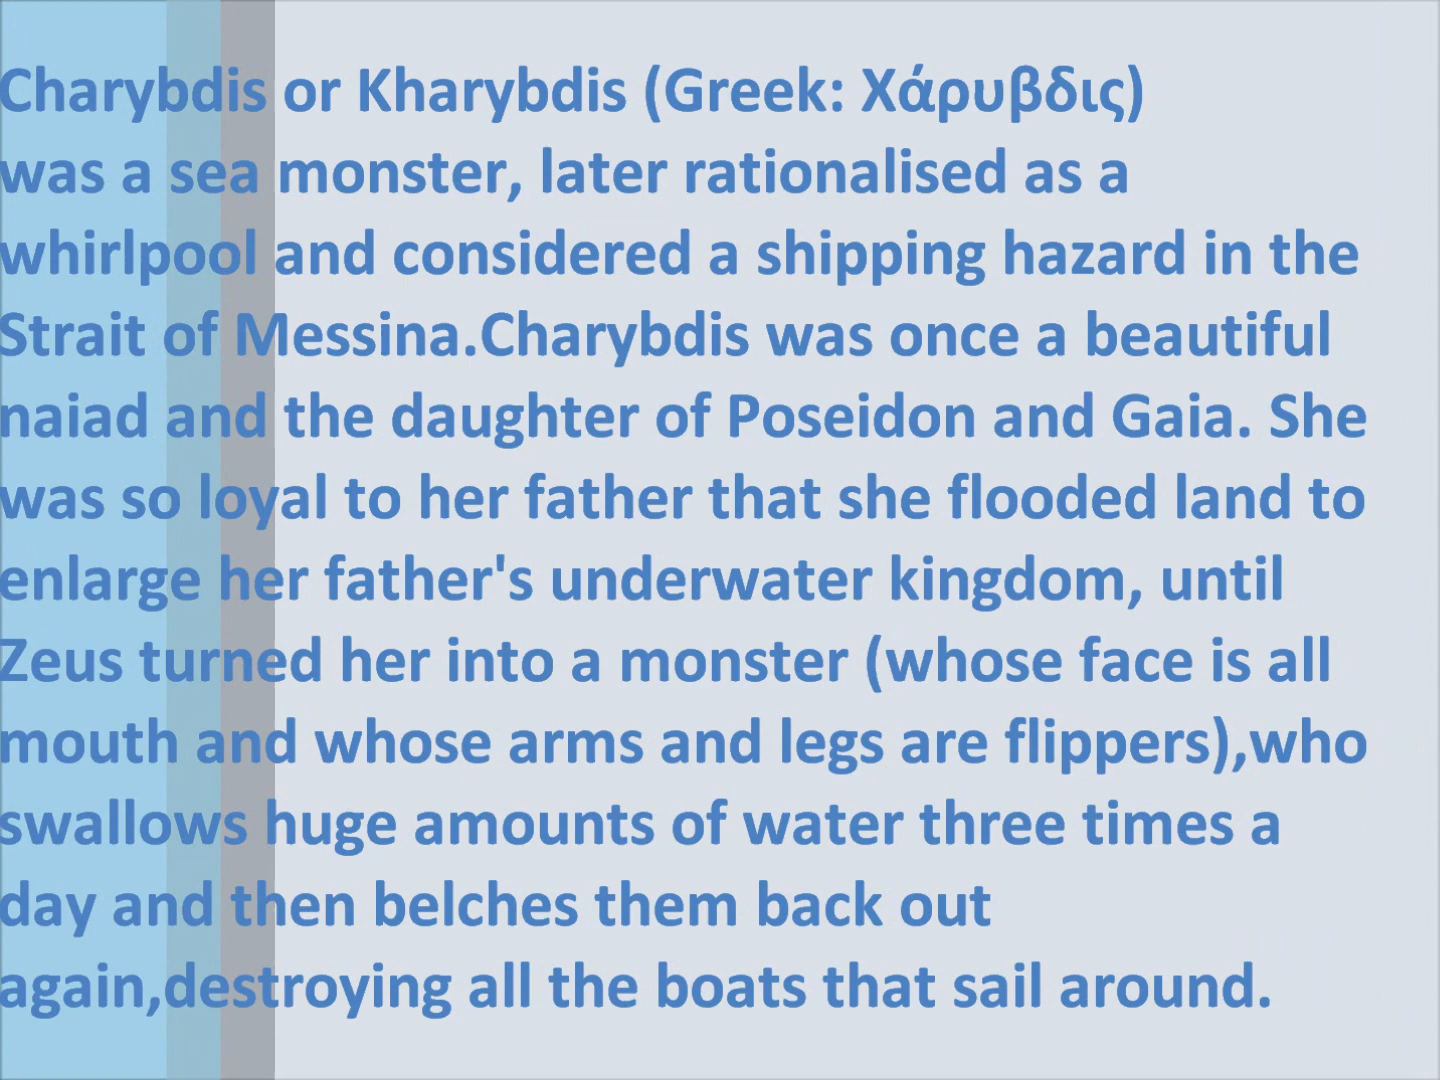 Charybdis or Kharybdis (Greek: Χάρυβδις)
was a sea monster, later rationalised as a
whirlpool and considered a shipping hazard in the
Strait of Messina.Charybdis was once a beautiful
naiad and the daughter of Poseidon and Gaia. She
was so loyal to her father that she flooded land to
enlarge her father's underwater kingdom, until
Zeus turned her into a monster (whose face is all
mouth and whose arms and legs are flippers),who
swallows huge amounts of water three times a
day and then belches them back out
again,destroying all the boats that sail around.